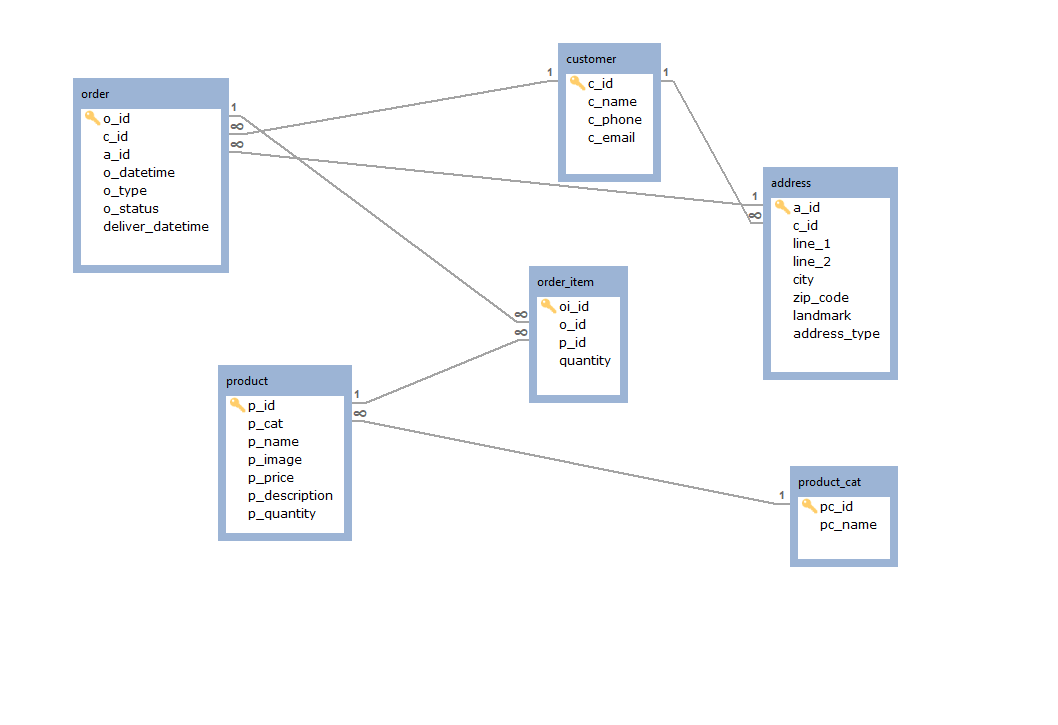 customer
c_id
c_name
c_phone
c_email
order
o_id
c_id
a_id
o_datetime
o_type
o_status
deliver_datetime
1
∞
∞
1
1
address
a_id
c_id
line_1
line_2
city
zip_code
landmark
address_type
1
∞
order_item
oi_id
o_id
p_id
quantity
∞
∞
product
p_id
p_cat
p_name
p_image
p_price
p_description
p_quantity
1
∞
product_cat
pc_id
pc_name
1